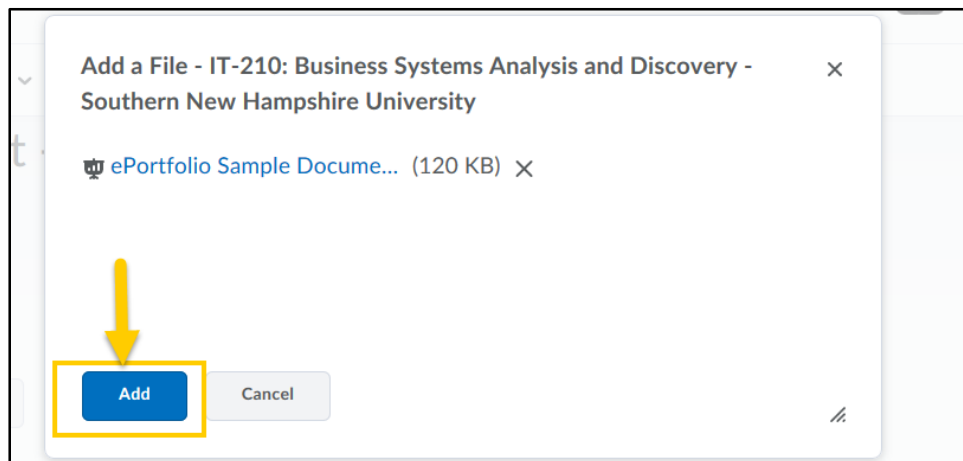 Add a File - IT-210: Business Systems Analysis and Discovery -
Southern New Hampshire University
ePortfolio Sample Docume... (120 KB)
Add Cancel